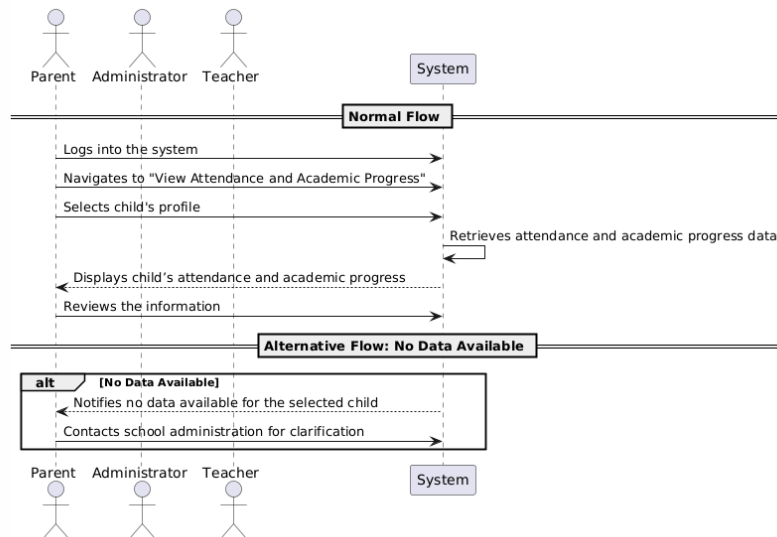 Parent Administrator Teacher System
Normal Flow
Logs into the system
Navigates to "View Attendance and Academic Progress"
Selects child's profile
Retrieves attendance and academic progress data
Displays child’s attendance and academic progress
Reviews the information
Alternative Flow: No Data Available
alt [No Data Available]
Notifies no data available for the selected child
Contacts school administration for clarification
Parent Administrator Teacher System